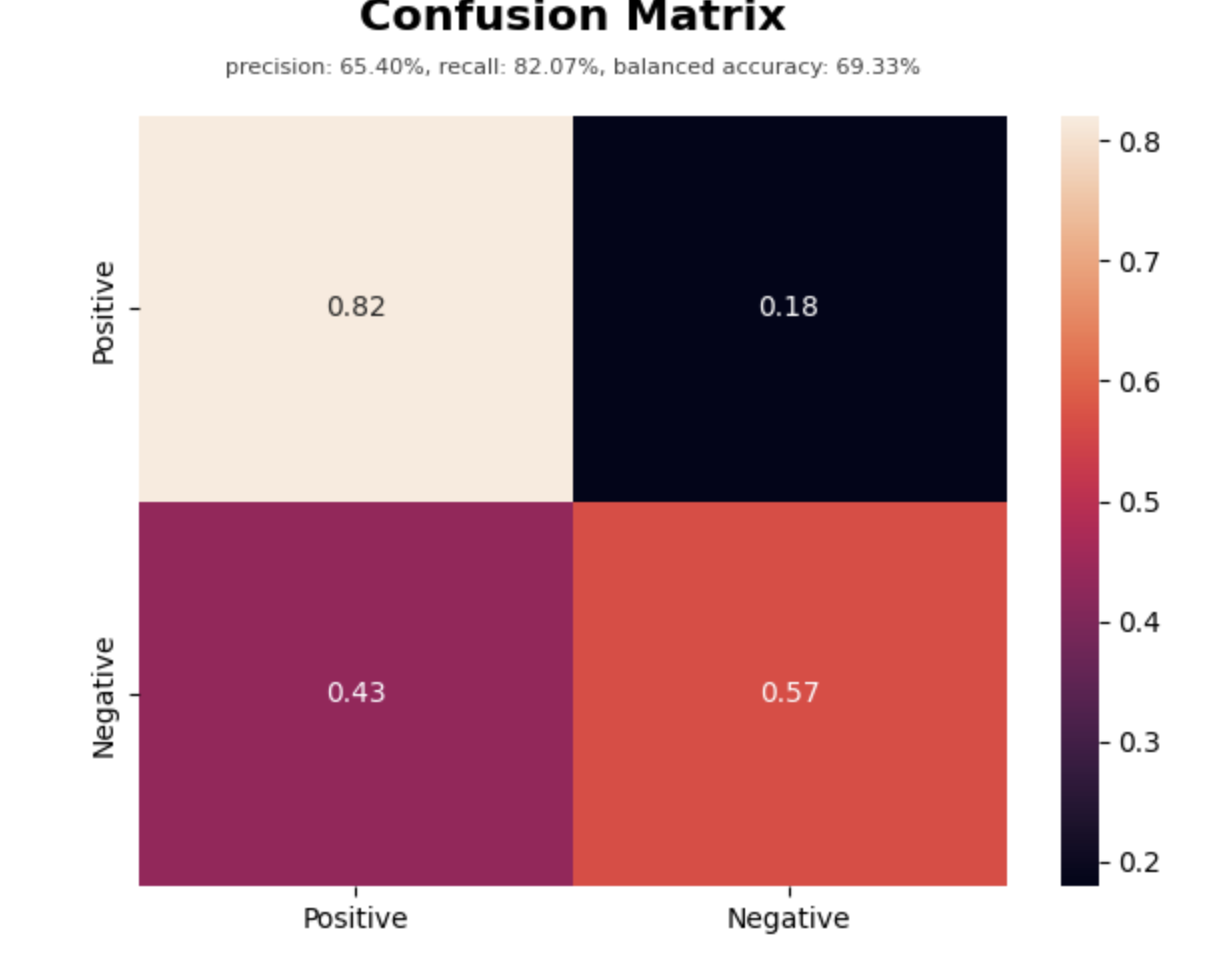 Confusion Matrix
precision: 65.40%, recall: 82.07%, balanced accuracy: 69.33%
Positive
0.82
0.18
Negative
0.43
0.57
Positive
Negative
0.8
0.7
0.6
0.5
0.4
0.3
0.2